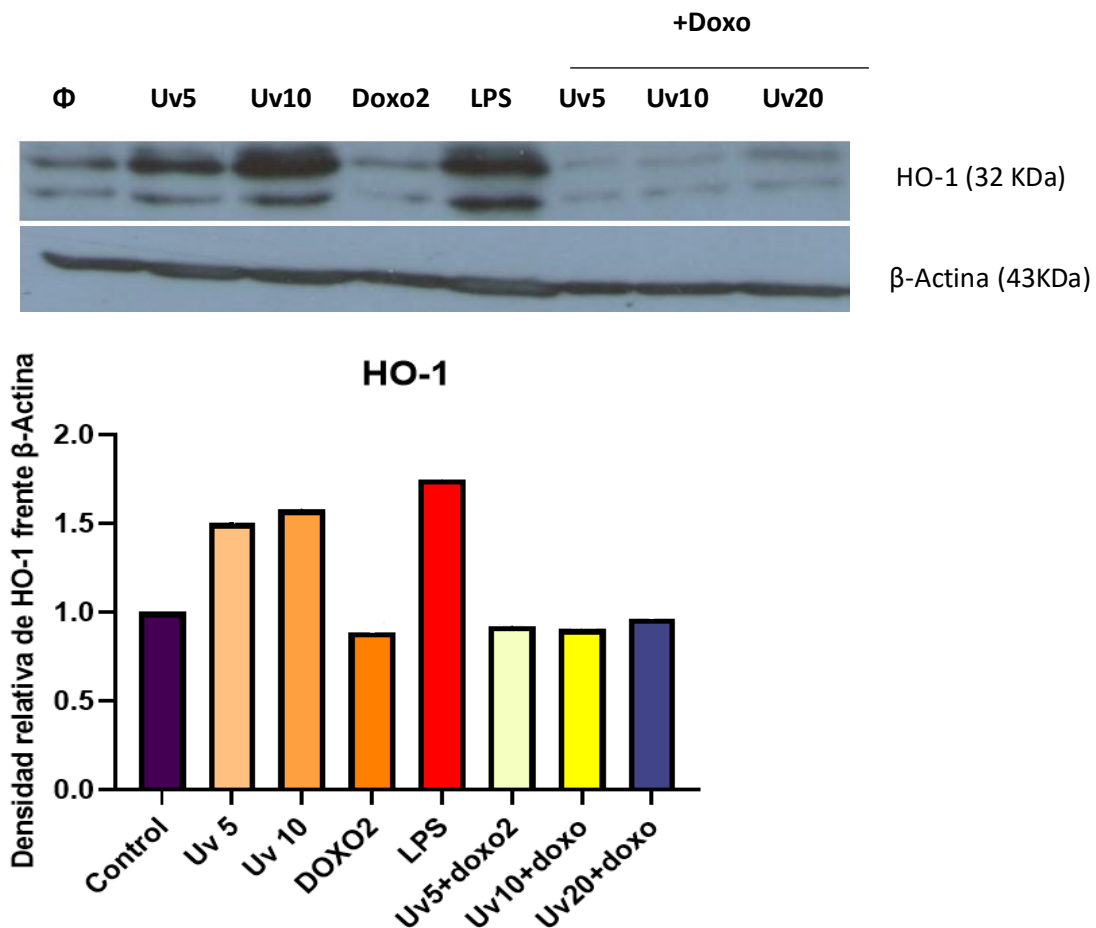 +Doxo
Φ Uv5 Uv10 Doxo2 LPS Uv5 Uv10 Uv20
HO-1 (32 KDa)
β-Actina (43KDa)
HO-1
Densidad relativa de HO-1 frente β-Actina
2.0
1.5
1.0
0.5
0.0
Control
Uv 5
Uv 10
DOXO2
LPS
Uv5+doxo2
Uv10+doxo
Uv20+doxo